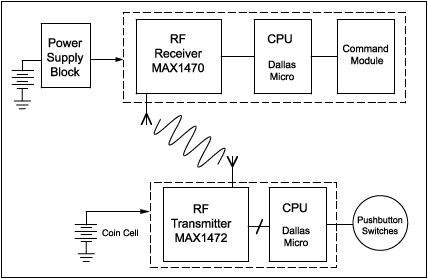 Power
Supply
Block
RF
Receiver
MAX1470
CPU
Dallas
Micro
Command
Module
Coin Cell
RF
Transmitter
MAX1472
CPU
Dallas
Micro
Pushbutton
Switches